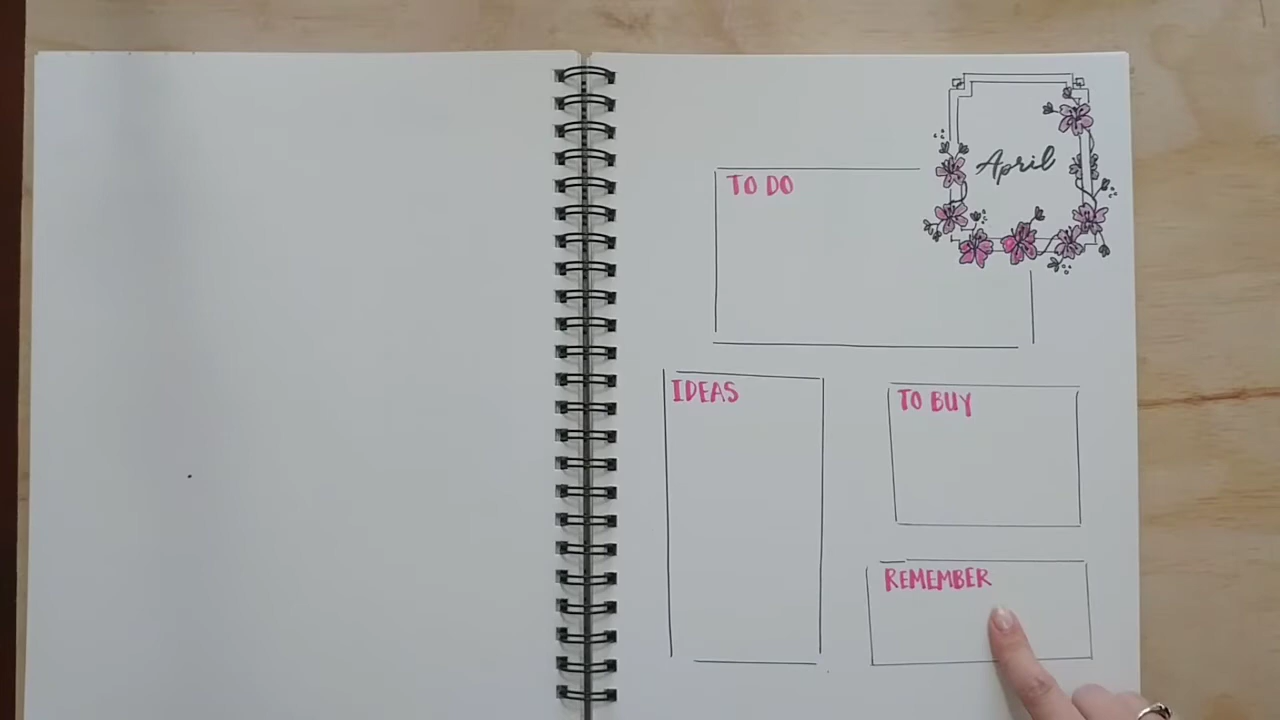 April
TO DO
IDEAS
TO BUY
REMEMBER